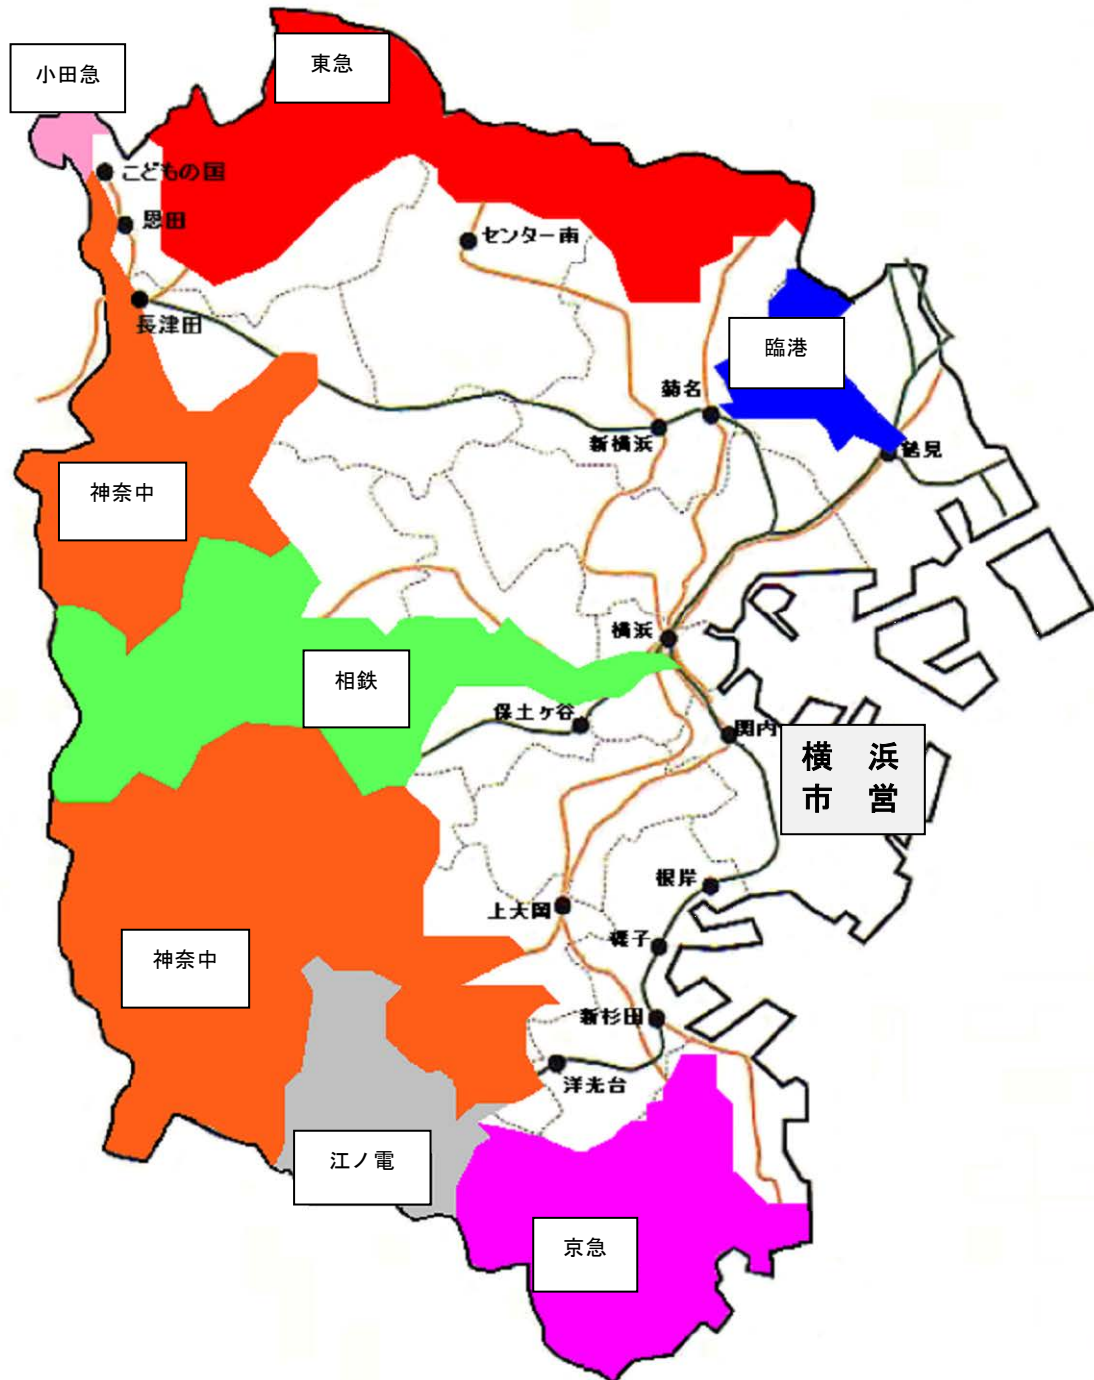 小田急
東急
こどもの国
恩田
センター南
長津田
臨港
菊名
新横浜
鶴見
神奈中
横浜
相鉄
保土ヶ谷
関内
横 浜
市 営
根岸
上大岡
磯子
神奈中
新杉田
洋光台
江ノ電
京急